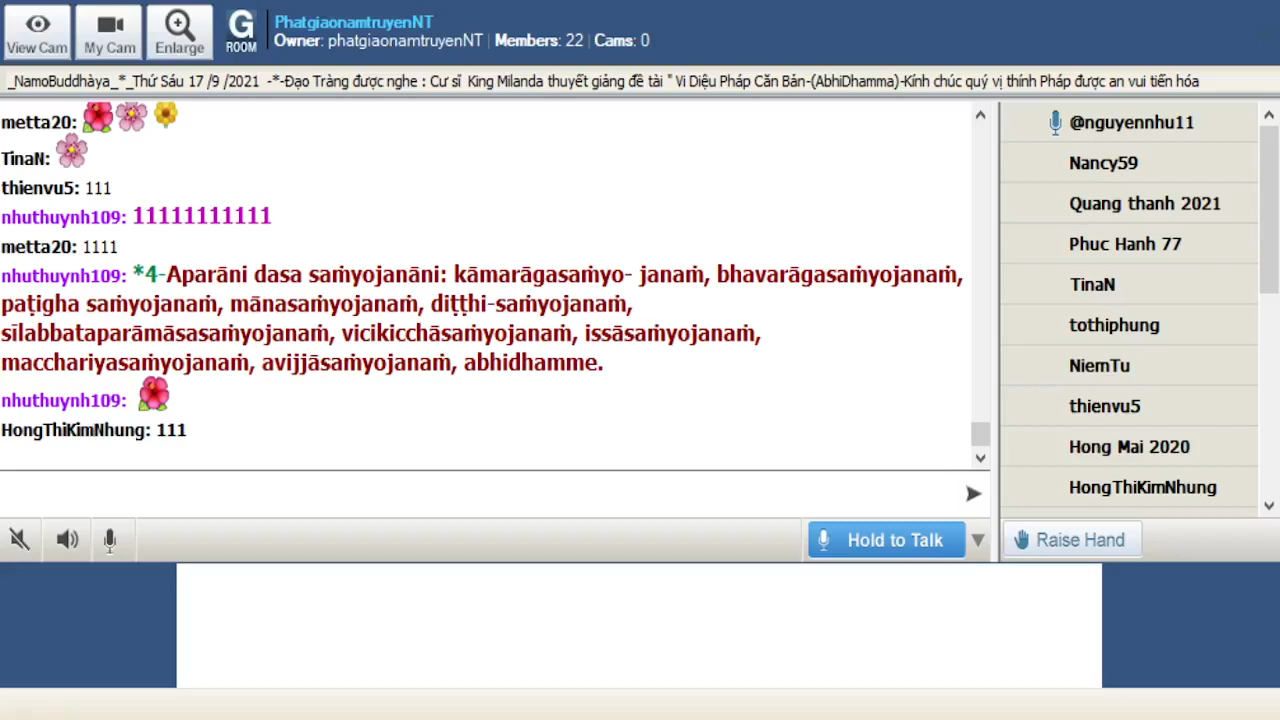 View Cam
My Cam
Enlarge
G
ROOM
PhatgiaonamtruyenNT
Owner: phatgiaonamtruyenNT | Members: 22 | Cams: 0
_NamoBuddhàya_*_Thứ Sáu 17 /9 /2021 -*-Đạo Tràng được nghe : Cư sĩ King Milanda thuyết giảng đề tài " Vi Diệu Pháp Căn Bản-(AbhiDhamma)-Kính chúc quý vị thính Pháp được an vui tiến hóa
metta20:
TinaN:
thienvu5: 111
nhuthuynh109: 11111111111
metta20: 1111
nhuthuynh109: *4-Aparāni dasa saṁyojanāni: kāmarāgasaṁyo- janaṁ, bhavarāgasaṁyojanaṁ,
paṭigha saṁyojanaṁ, mānasaṁyojanaṁ, diṭṭhi-saṁyojanaṁ,
sīlabbataparāmāsasaṁyojanaṁ, vicikicchāsaṁyojanaṁ, issāsaṁyojanaṁ,
macchariyasaṁyojanaṁ, avijjāsaṁyojanaṁ, abhidhamme.
nhuthuynh109:
HongThiKimNhung: 111
@nguyennhu11
Nancy59
Quang thanh 2021
Phuc Hanh 77
TinaN
tothiphung
NiemTu
thienvu5
Hong Mai 2020
HongThiKimNhung
Hold to Talk
Raise Hand